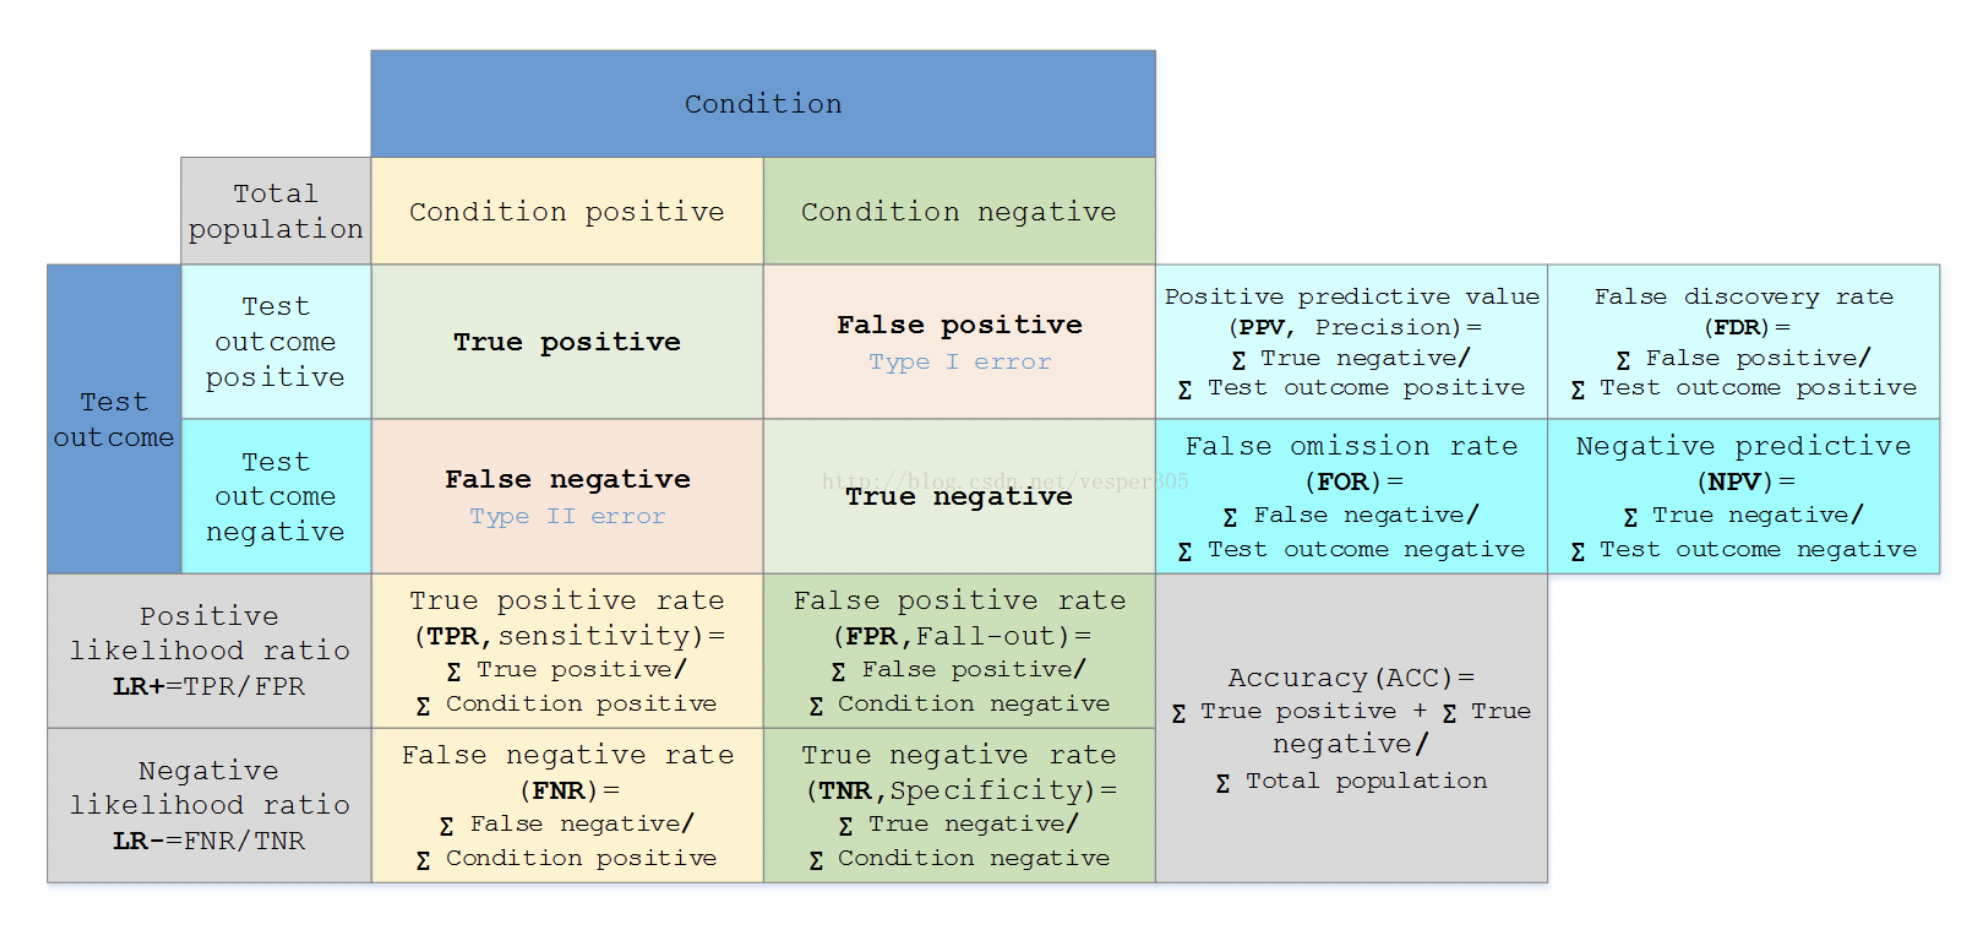 Condition
Total
population
Condition positive
Condition negative
Test
outcome
Test
outcome
positive
True positive
False positive
Type I error
Positive predictive value
(PPV, Precision)=
Σ True negative/
Σ Test outcome positive
False discovery rate
(FDR)=
Σ False positive/
Σ Test outcome positive
Test
outcome
negative
False negative
Type II error
True negative
http://blog.csdn.net/vesper305
False omission rate
(FOR)=
Σ False negative/
Σ Test outcome negative
Negative predictive
(NPV)=
Σ True negative/
Σ Test outcome negative
Positive
likelihood ratio
LR+=TPR/FPR
True positive rate
(TPR,sensitivity)=
Σ True positive/
Σ Condition positive
False positive rate
(FPR,Fall-out)=
Σ False positive/
Σ Condition negative
Accuracy(ACC)=
Σ True positive + Σ True
negative/
Σ Total population
Negative
likelihood ratio
LR-=FNR/TNR
False negative rate
(FNR)=
Σ False negative/
Σ Condition positive
True negative rate
(TNR,Specificity)=
Σ True negative/
Σ Condition negative